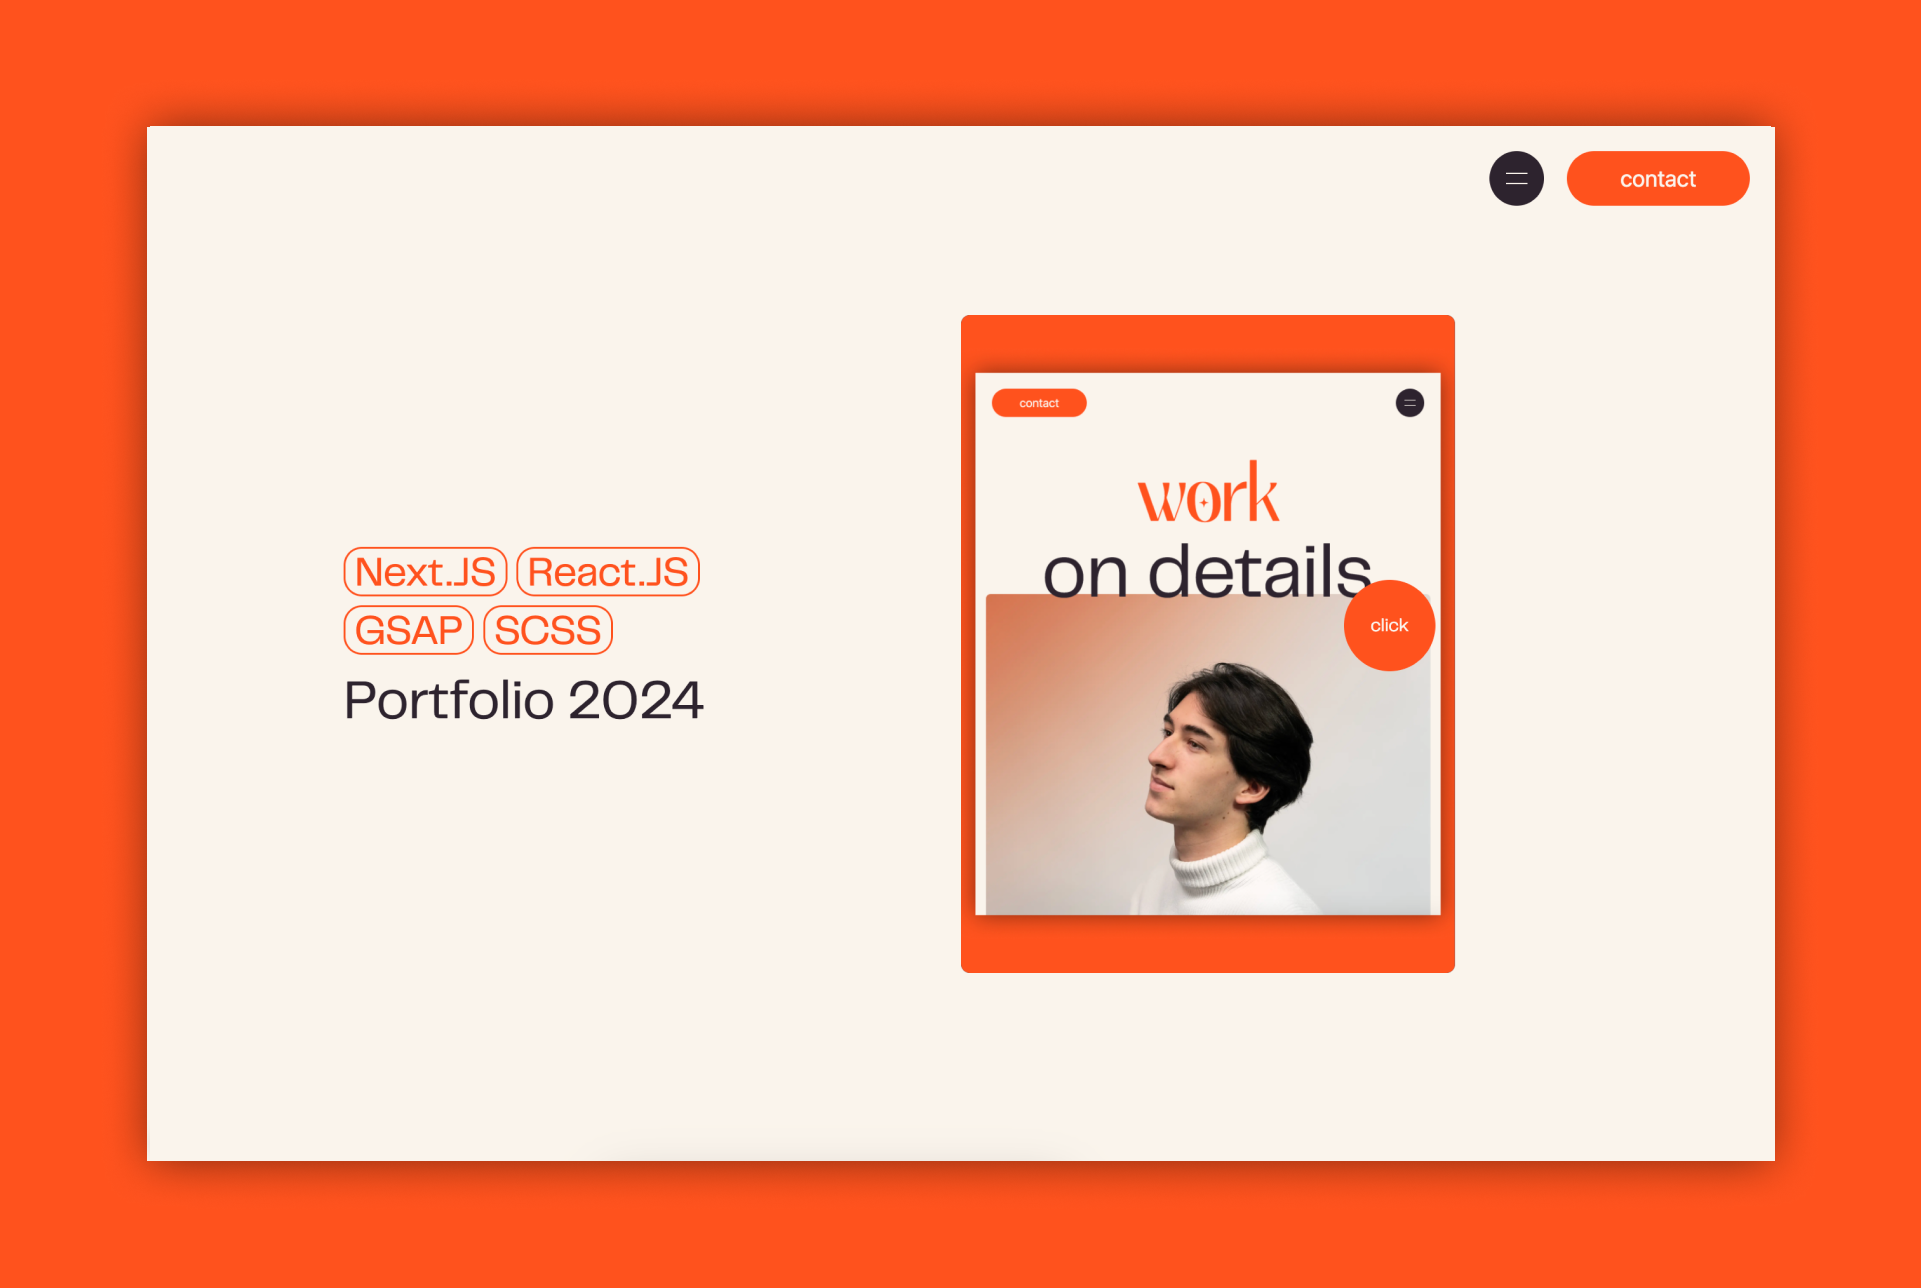 contact
Next.JS React.JS
GSAP SCSS
Portfolio 2024
contact
work
on details
click